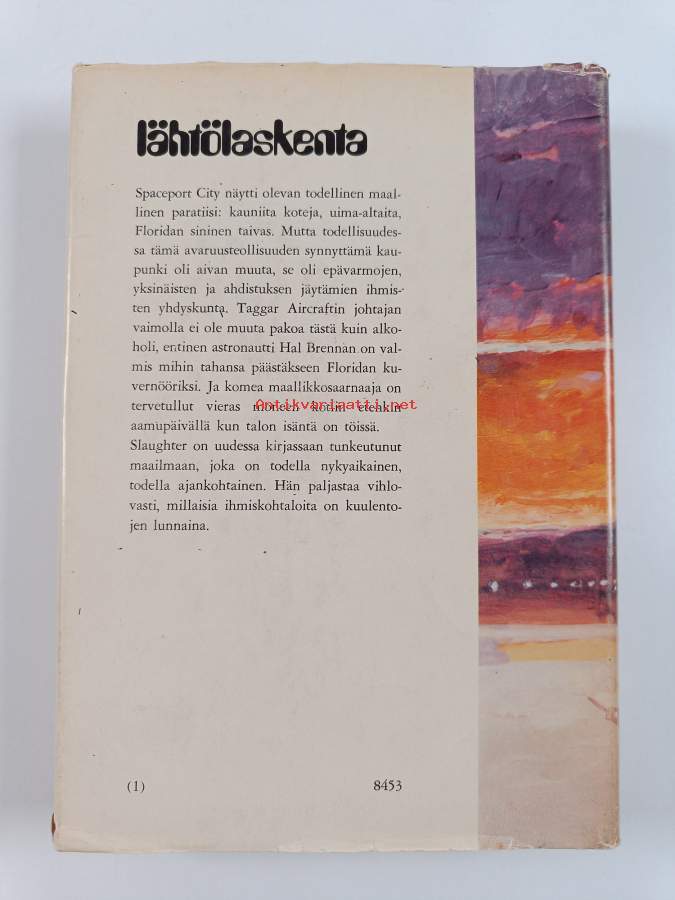 lähtölaskenta
Spaceport City näytti olevan todellinen maal-
linen paratiisi: kauniita koteja, uima-altaita,
Floridan sininen taivas. Mutta todellisuudes-
sa tämä avaruusteollisuuden synnyttämä kau-
punki oli aivan muuta, se oli epävarmojen,
yksinäisten ja ahdistuksen jäytämien ihmis-
ten yhdyskunta. Taggar Aircraftin johtajan
vaimolla ei ole muuta pakoa tästä kuin alko-
holi, entinen astronautti Hal Brennan on val-
mis mihin tahansa päästäkseen Floridan ku-
vernööriksi. Ja komea maallikkosaarnaaja on
tervetullut vieras moneen kotiin etenkin
Antikvariaatti.net
aamupäivällä kun talon isäntä on töissä.
Slaughter on uudessa kirjassaan tunkeutunut
maailmaan, joka on todella nykyaikainen,
todella ajankohtainen. Hän paljastaa vihlo-
vasti, millaisia ihmiskohtaloita on kuulento-
jen lunnaina.
(1) 8453